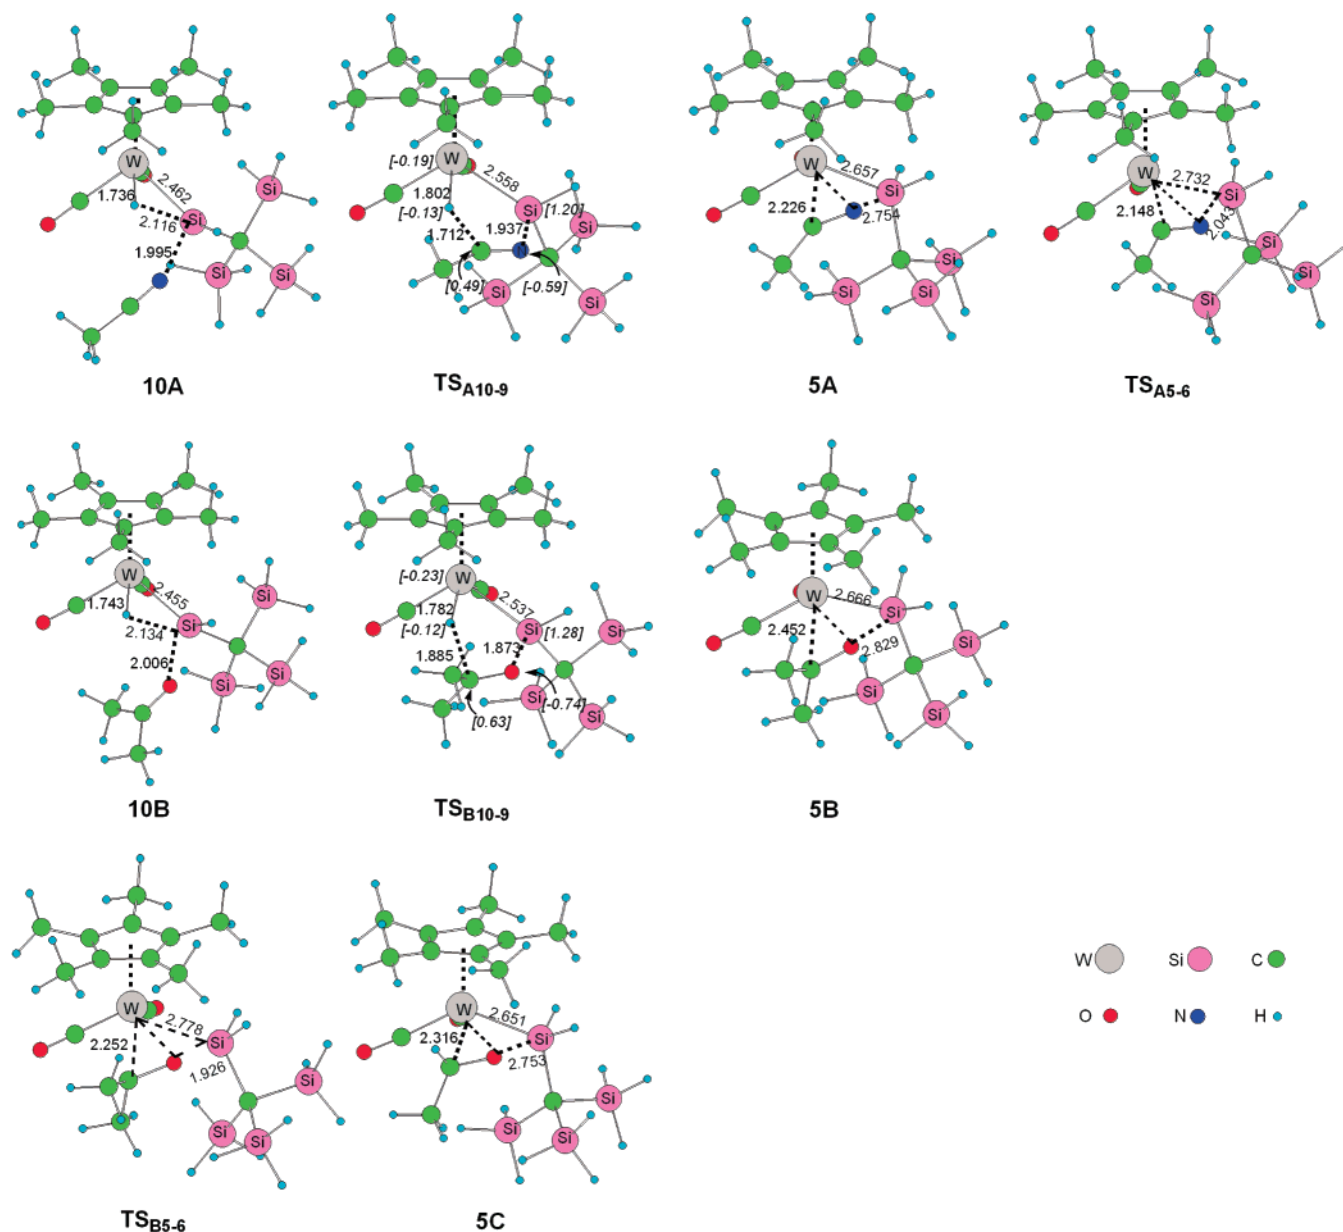 W
2.462
1.736
2.116
1.995
Si
Si
Si
Si
10A
[-0.19]
W
2.558
1.802
[-0.13]
1.712
1.937
Si
[1.20]
Si
N
[0.49]
[-0.59]
Si
Si
TSA10-9
W
2.657
Si
2.226
2.754
Si
Si
Si
5A
W
2.732
Si
2.148
2.043
Si
Si
Si
TSA5-6
W
2.455
1.743
2.134
2.006
Si
Si
Si
Si
10B
[-0.23]
W
2.537
1.782
[-0.12]
1.885
1.873
Si
[1.28]
Si
[0.63]
[-0.74]
Si
Si
TSB10-9
W
2.666
Si
2.452
2.829
Si
Si
Si
5B
W
2.778
2.252
1.926
Si
Si
Si
Si
TSB5-6
W
2.651
2.316
2.753
Si
Si
Si
Si
5C
W Si C
O N H